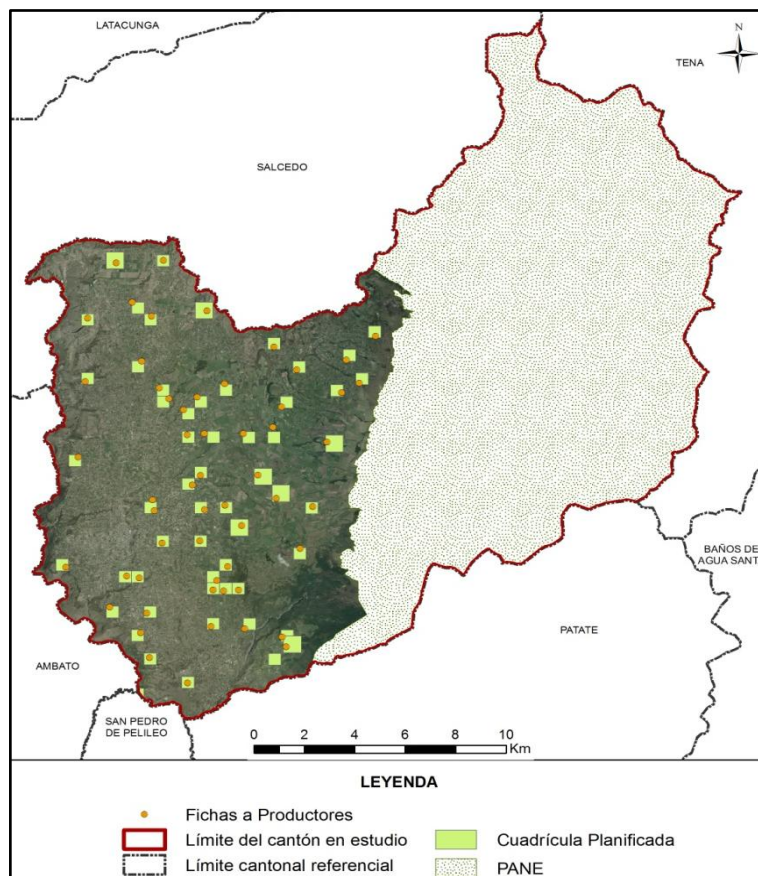 LATACUNGA
N
TENA
SALCEDO
BAÑOS DE
AGUA SANT
PATATE
AMBATO
SAN PEDRO
DE PELILEO
0 2 4 6 8 10
Km
LEYENDA
Fichas a Productores
Límite del cantón en estudio
Cuadrícula Planificada
Límite cantonal referencial
PANE